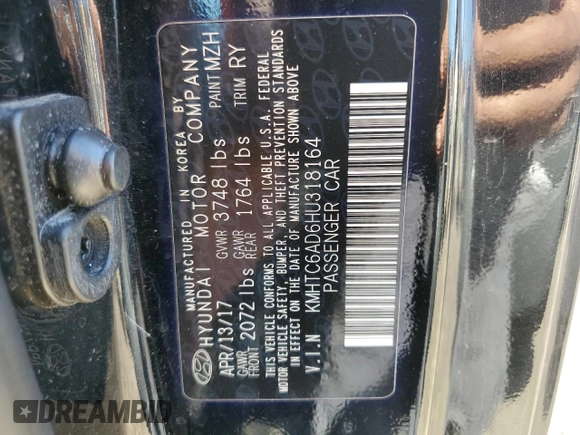 MANUFACTURED IN KOREA BY
HYUNDAI MOTOR COMPANY
APR/13/17 GVWR 3748 lbs PAINT MZH
GAWR FRONT 2072 lbs GAWR REAR 1764 lbs TRIM RY
THIS VEHICLE CONFORMS TO ALL APPLICABLE U.S.A. FEDERAL
MOTOR VEHICLE SAFETY, BUMPER, AND THEFT PREVENTION STANDARDS
IN EFFECT ON THE DATE OF MANUFACTURE SHOWN ABOVE
V.I.N KMHTC6AD6HU318164
PASSENGER CAR
DREAMBID